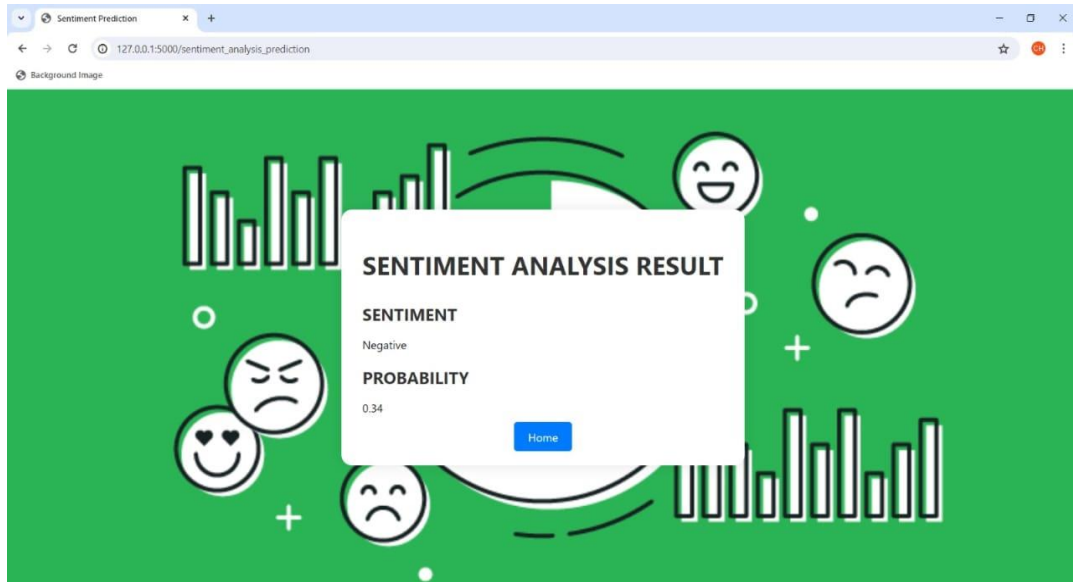 Sentiment Prediction
127.0.0.1:5000/sentiment_analysis_prediction
CH
Background Image
SENTIMENT ANALYSIS RESULT
SENTIMENT
Negative
PROBABILITY
0.34
Home